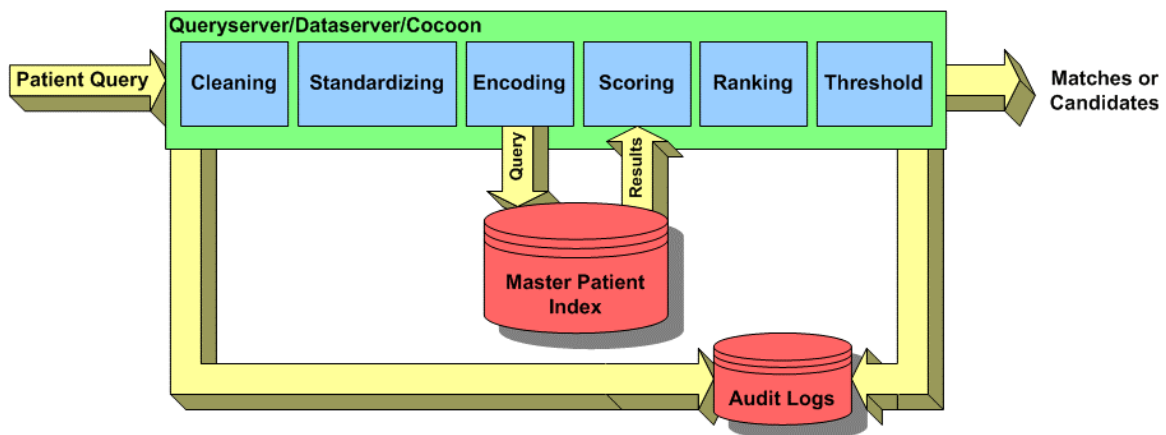 Queryserver/Dataserver/Cocoon
Patient Query
Cleaning
Standardizing
Encoding
Scoring
Ranking
Threshold
Matches or
Candidates
Query
Results
Master Patient
Index
Audit Logs